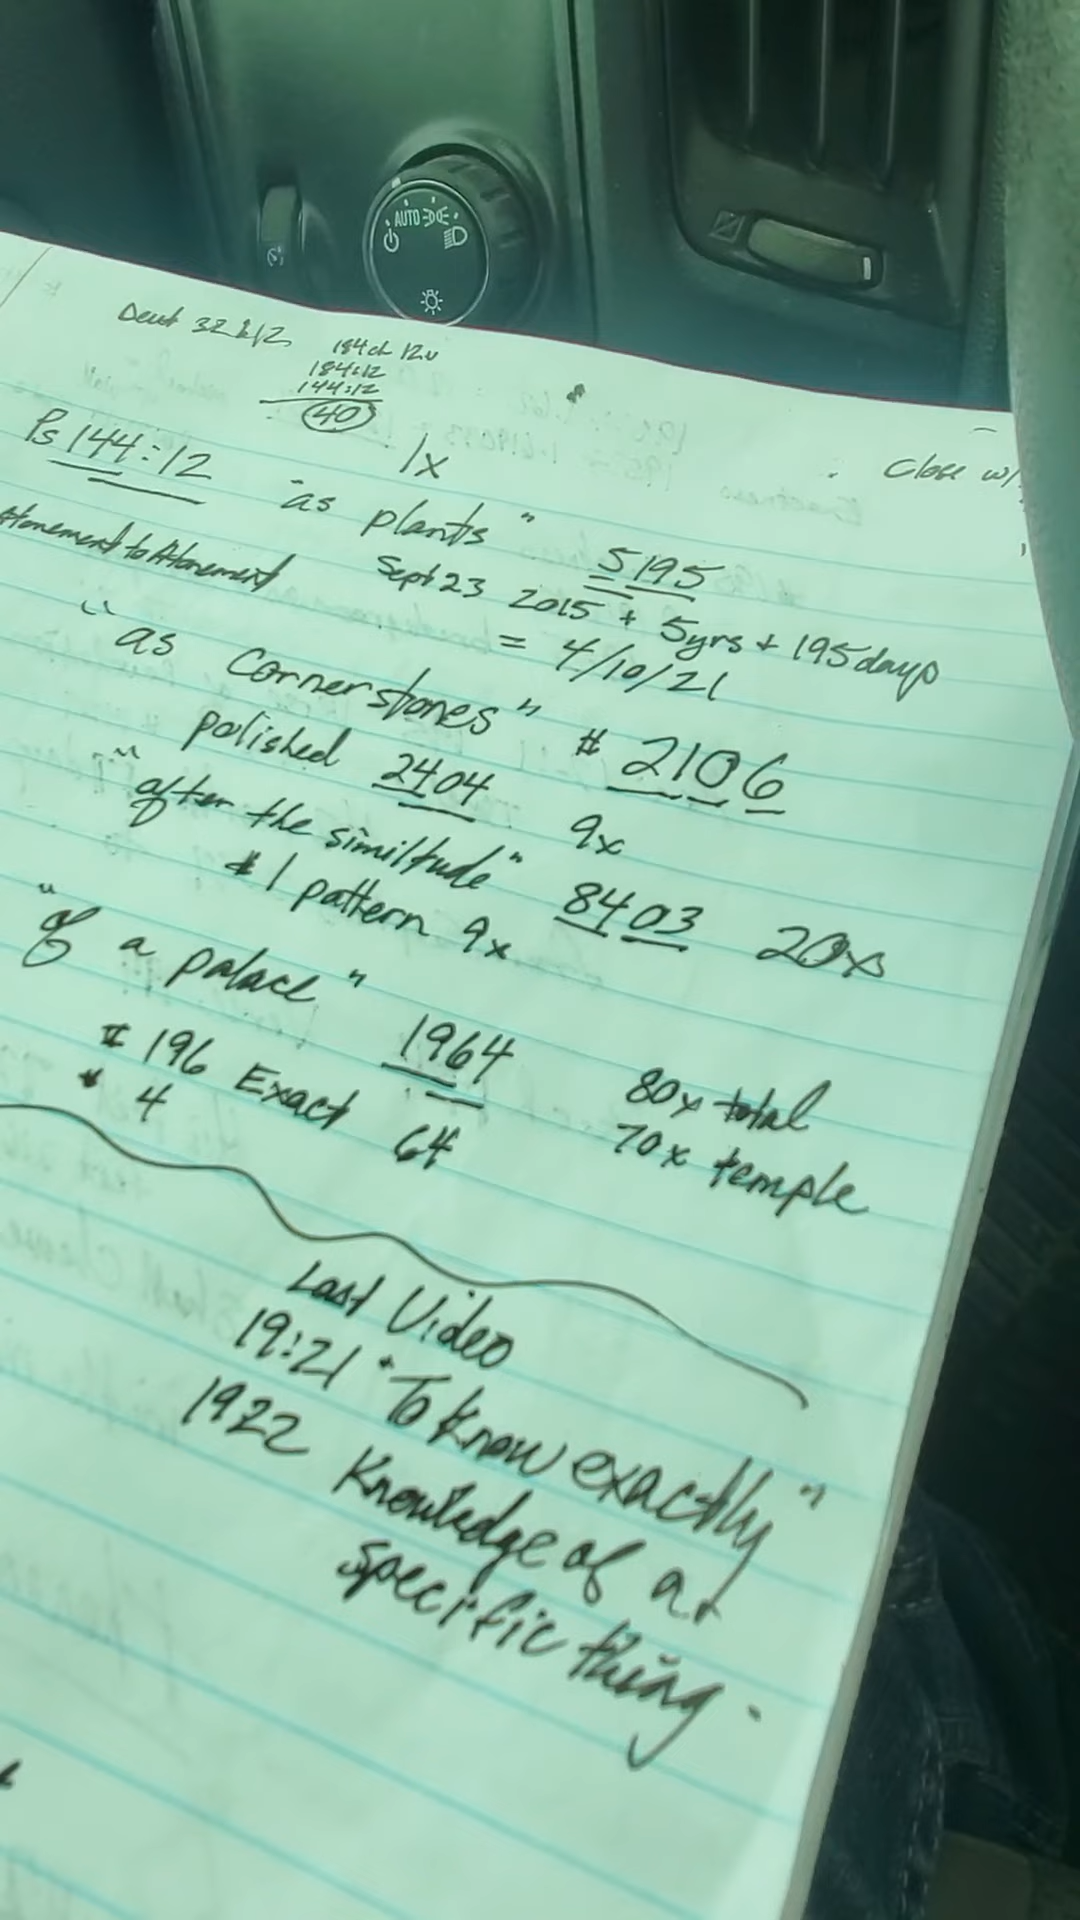 AUTO
Deut 32 & 12
184 ch 12v
184:12
144:12
40
Close w/
Ps 144:12
1x
"as plants" 5195
Atonement to Atonement
Sept 23 2015 + 5yrs + 195 days
= 4/10/21
"as cornerstones" # 2106
polished 2404 9x
"after the similtude" 8403 20xs
#1 pattern 9x
"of a palace" 1964 80x total
# 196 Exact 64 70x temple
# 4
Last Video
19:21 "To know exactly"
1922 Knowledge of a
specific thing.